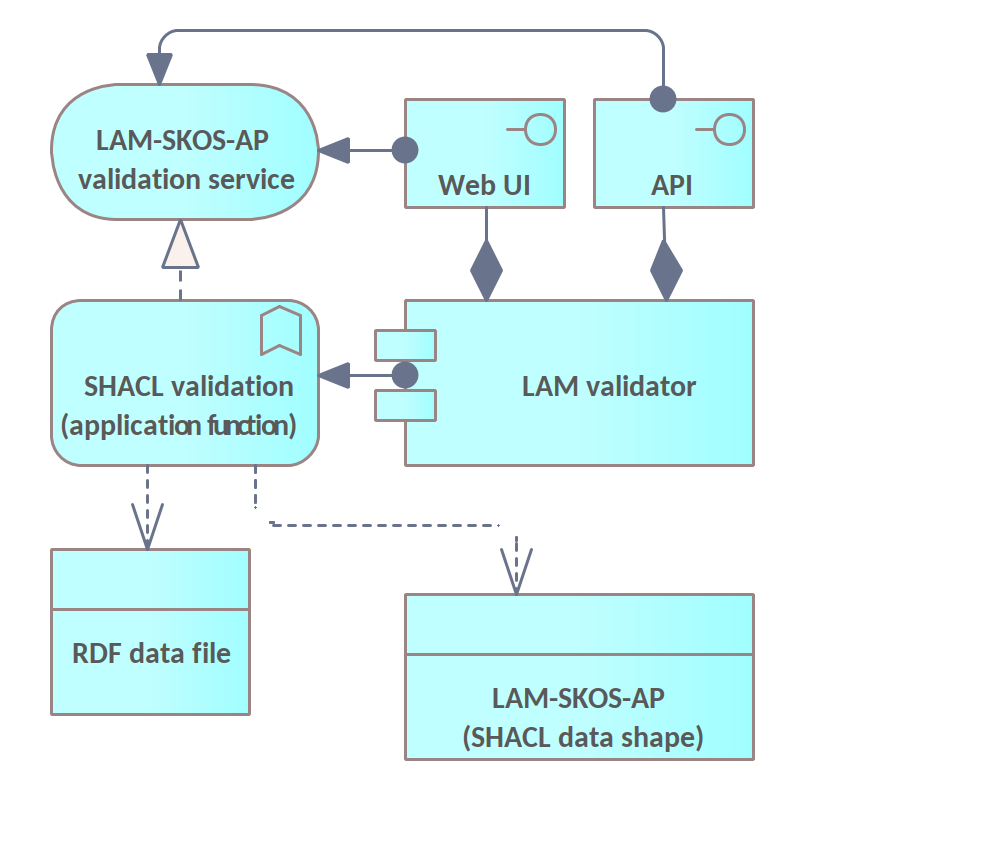 LAM-SKOS-AP
validation service
Web UI
API
SHACL validation
(application function)
LAM validator
RDF data file
LAM-SKOS-AP
(SHACL data shape)